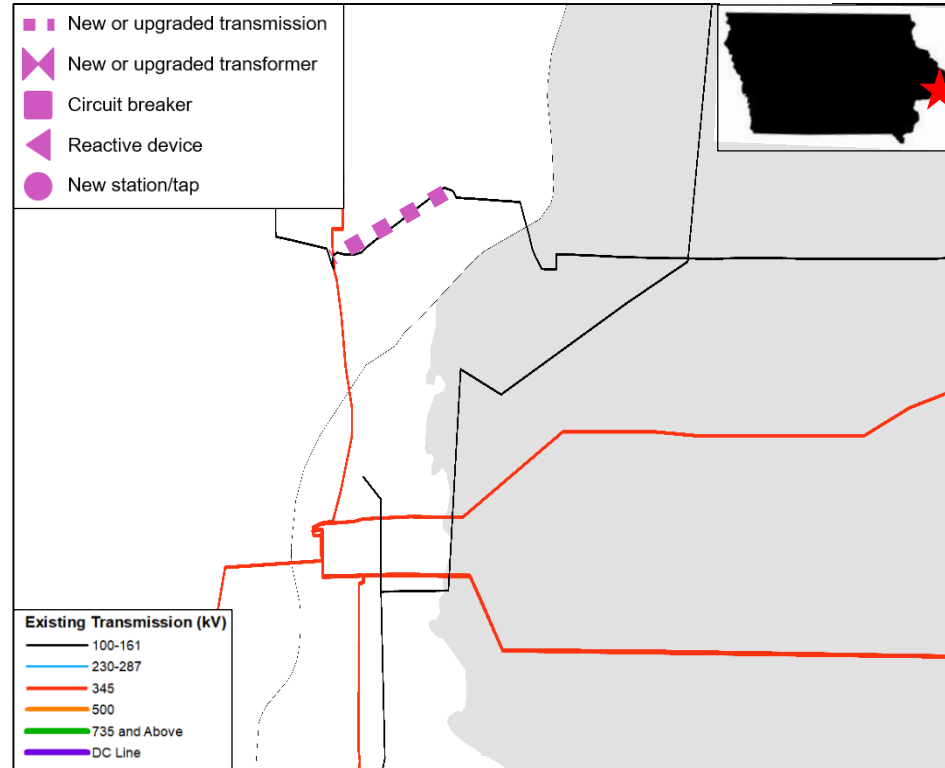 New or upgraded transmission
New or upgraded transformer
Circuit breaker
Reactive device
New station/tap
Existing Transmission (kV)
100-161
230-287
345
500
735 and Above
DC Line